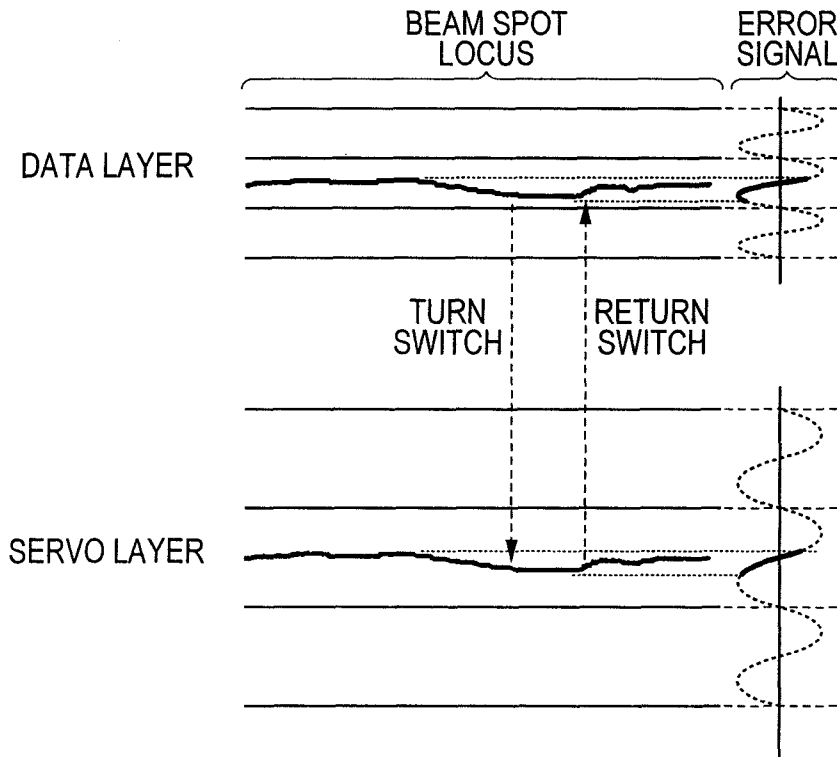 BEAM SPOT
LOCUS
ERROR
SIGNAL
DATA LAYER
TURN
SWITCH
RETURN
SWITCH
SERVO LAYER